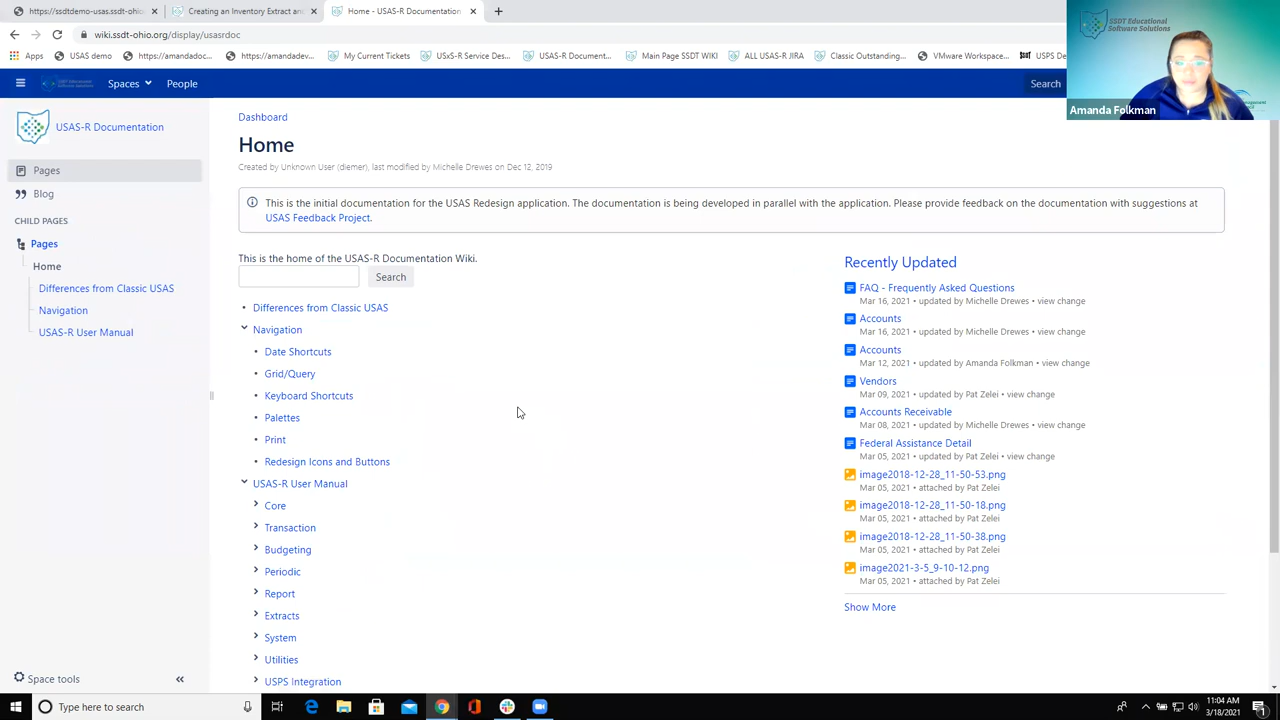 https://sstdemo-usas.ssdt-ohio
Creating an Inventory Extract and
Home - USAS-R Documentation
wiki.ssdt-ohio.org/display/usasrdoc
Apps
USAS demo
https://amandadoc...
https://amandadev...
My Current Tickets
USxS-R Service Des...
USAS-R Document...
Main Page SSDT WIKI
ALL USAS-R JIRA
Classic Outstanding...
VMware Workspace...
USPS De
SSDT Educational
Software Solutions
Amanda Folkman
Spaces
People
Search
USAS-R Documentation
Pages
Blog
CHILD PAGES
Pages
Home
Differences from Classic USAS
Navigation
USAS-R User Manual
Space tools
Dashboard
Home
Created by Unknown User (diemer), last modified by Michelle Drewes on Dec 12, 2019
This is the initial documentation for the USAS Redesign application. The documentation is being developed in parallel with the application. Please provide feedback on the documentation with suggestions at
USAS Feedback Project.
This is the home of the USAS-R Documentation Wiki.
Search
Differences from Classic USAS
Navigation
Date Shortcuts
Grid/Query
Keyboard Shortcuts
Palettes
Print
Redesign Icons and Buttons
USAS-R User Manual
Core
Transaction
Budgeting
Periodic
Report
Extracts
System
Utilities
USPS Integration
Recently Updated
FAQ - Frequently Asked Questions
Mar 16, 2021 • updated by Michelle Drewes • view change
Accounts
Mar 16, 2021 • updated by Michelle Drewes • view change
Accounts
Mar 12, 2021 • updated by Amanda Folkman • view change
Vendors
Mar 09, 2021 • updated by Pat Zelei • view change
Accounts Receivable
Mar 08, 2021 • updated by Michelle Drewes • view change
Federal Assistance Detail
Mar 05, 2021 • updated by Pat Zelei • view change
image2018-12-28_11-50-53.png
Mar 05, 2021 • attached by Pat Zelei
image2018-12-28_11-50-18.png
Mar 05, 2021 • attached by Pat Zelei
image2018-12-28_11-50-38.png
Mar 05, 2021 • attached by Pat Zelei
image2021-3-5_9-10-12.png
Mar 05, 2021 • attached by Pat Zelei
Show More
Type here to search
11:04 AM
3/18/2021
1